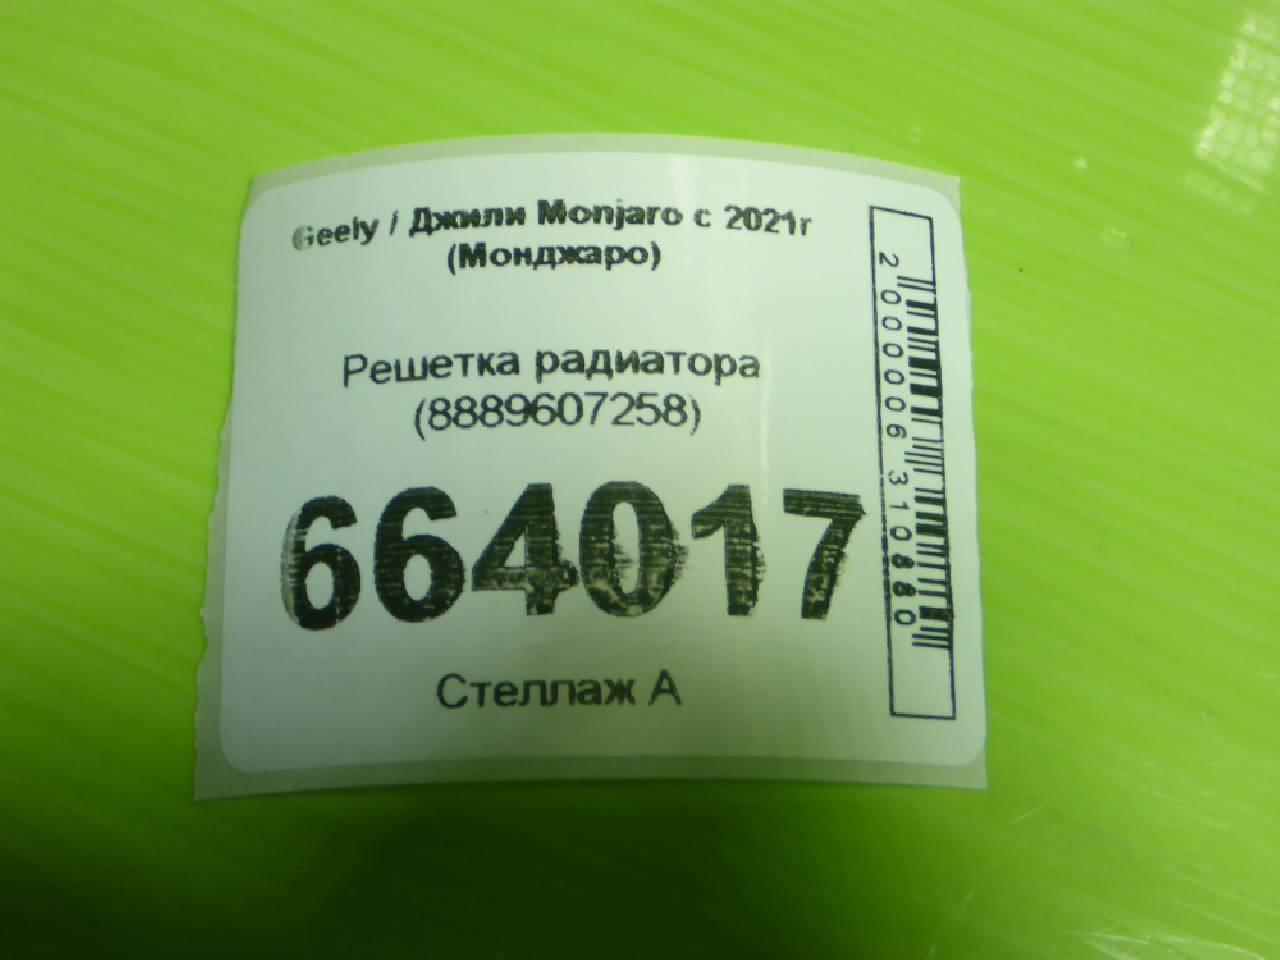 Geely / Джили Monjaro с 2021г
(Монджаро)
Решетка радиатора
(8889607258)
664017
Стеллаж А
2000006310880